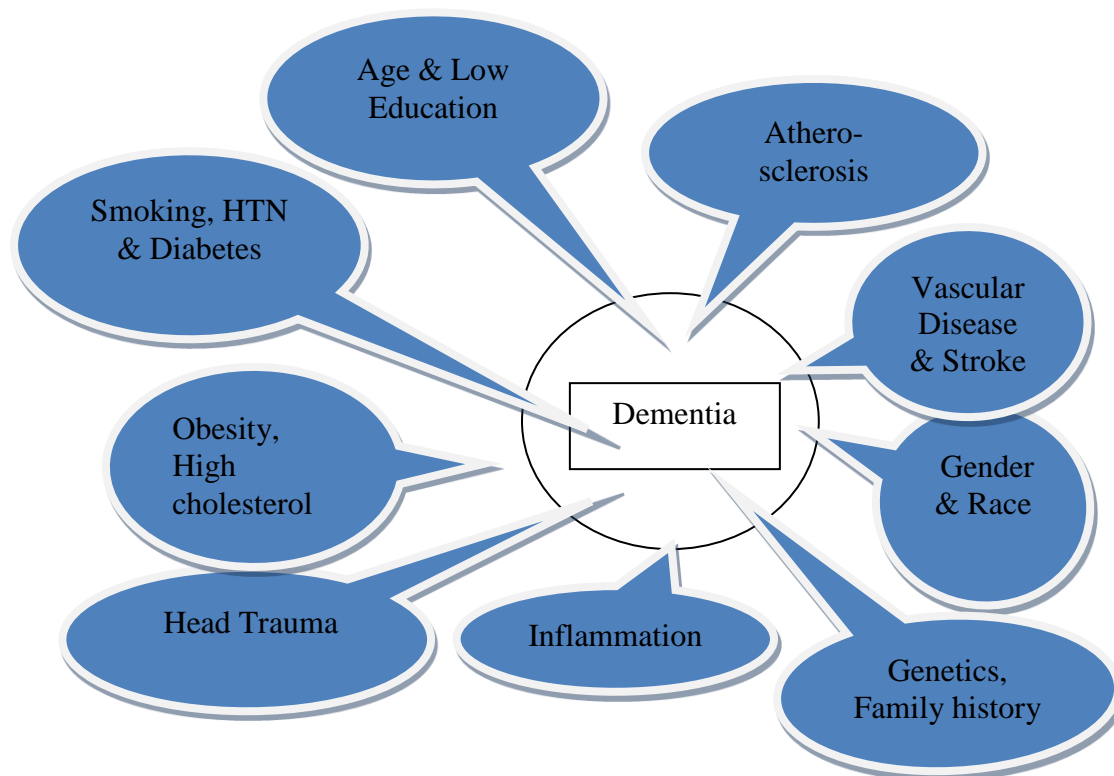 Age & Low
Education
Athero-
sclerosis
Smoking, HTN
& Diabetes
Vascular
Disease
& Stroke
Dementia
Obesity,
High
cholesterol
Gender
& Race
Head Trauma
Inflammation
Genetics,
Family history